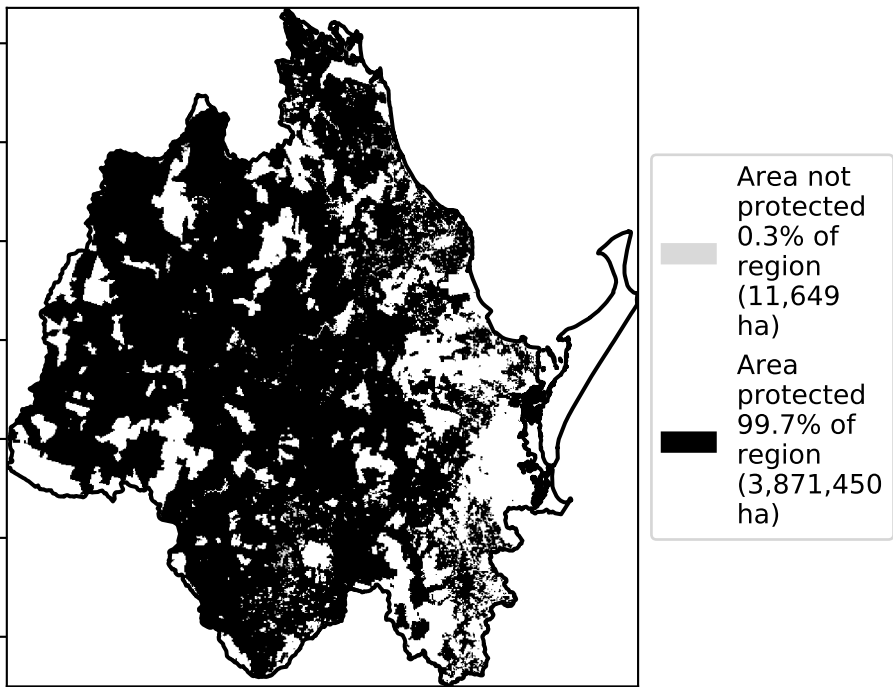 Area not
protected
0.3% of
region
(11,649
ha)
Area
protected
99.7% of
region
(3,871,450
ha)